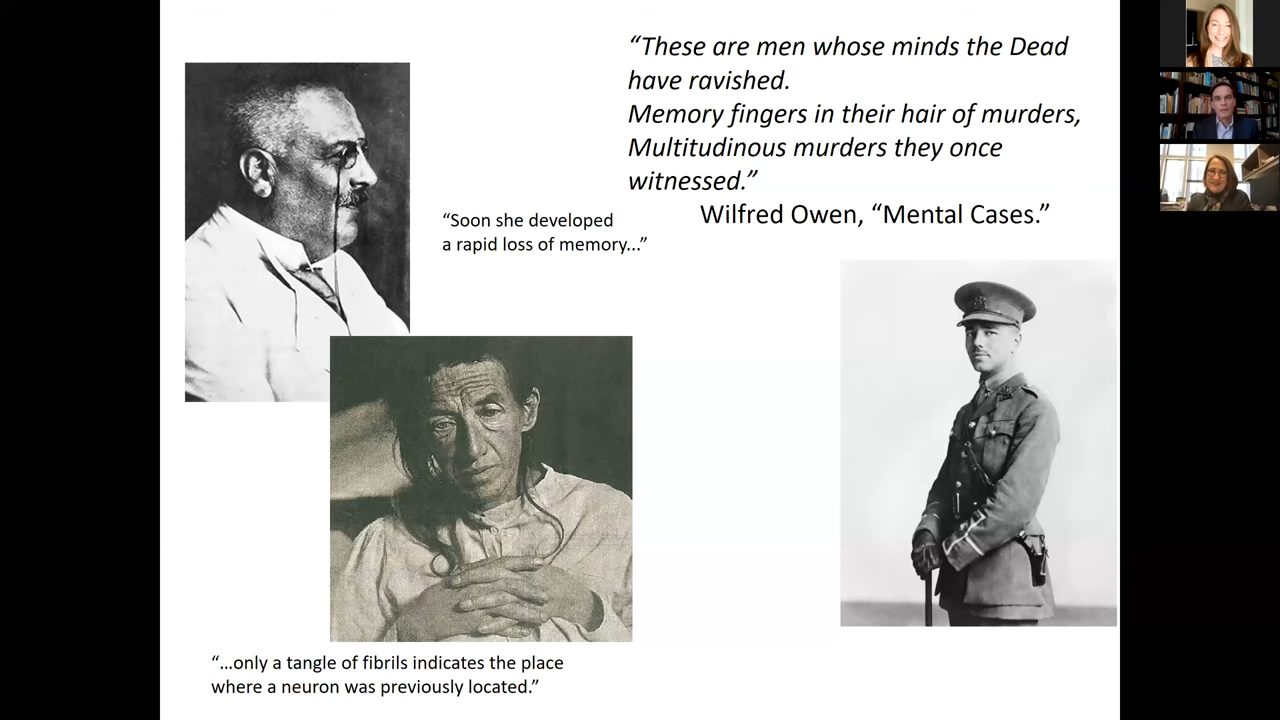 “These are men whose minds the Dead
have ravished.
Memory fingers in their hair of murders,
Multitudinous murders they once
witnessed.”
Wilfred Owen, “Mental Cases.”
“Soon she developed
a rapid loss of memory...”
“...only a tangle of fibrils indicates the place
where a neuron was previously located.”